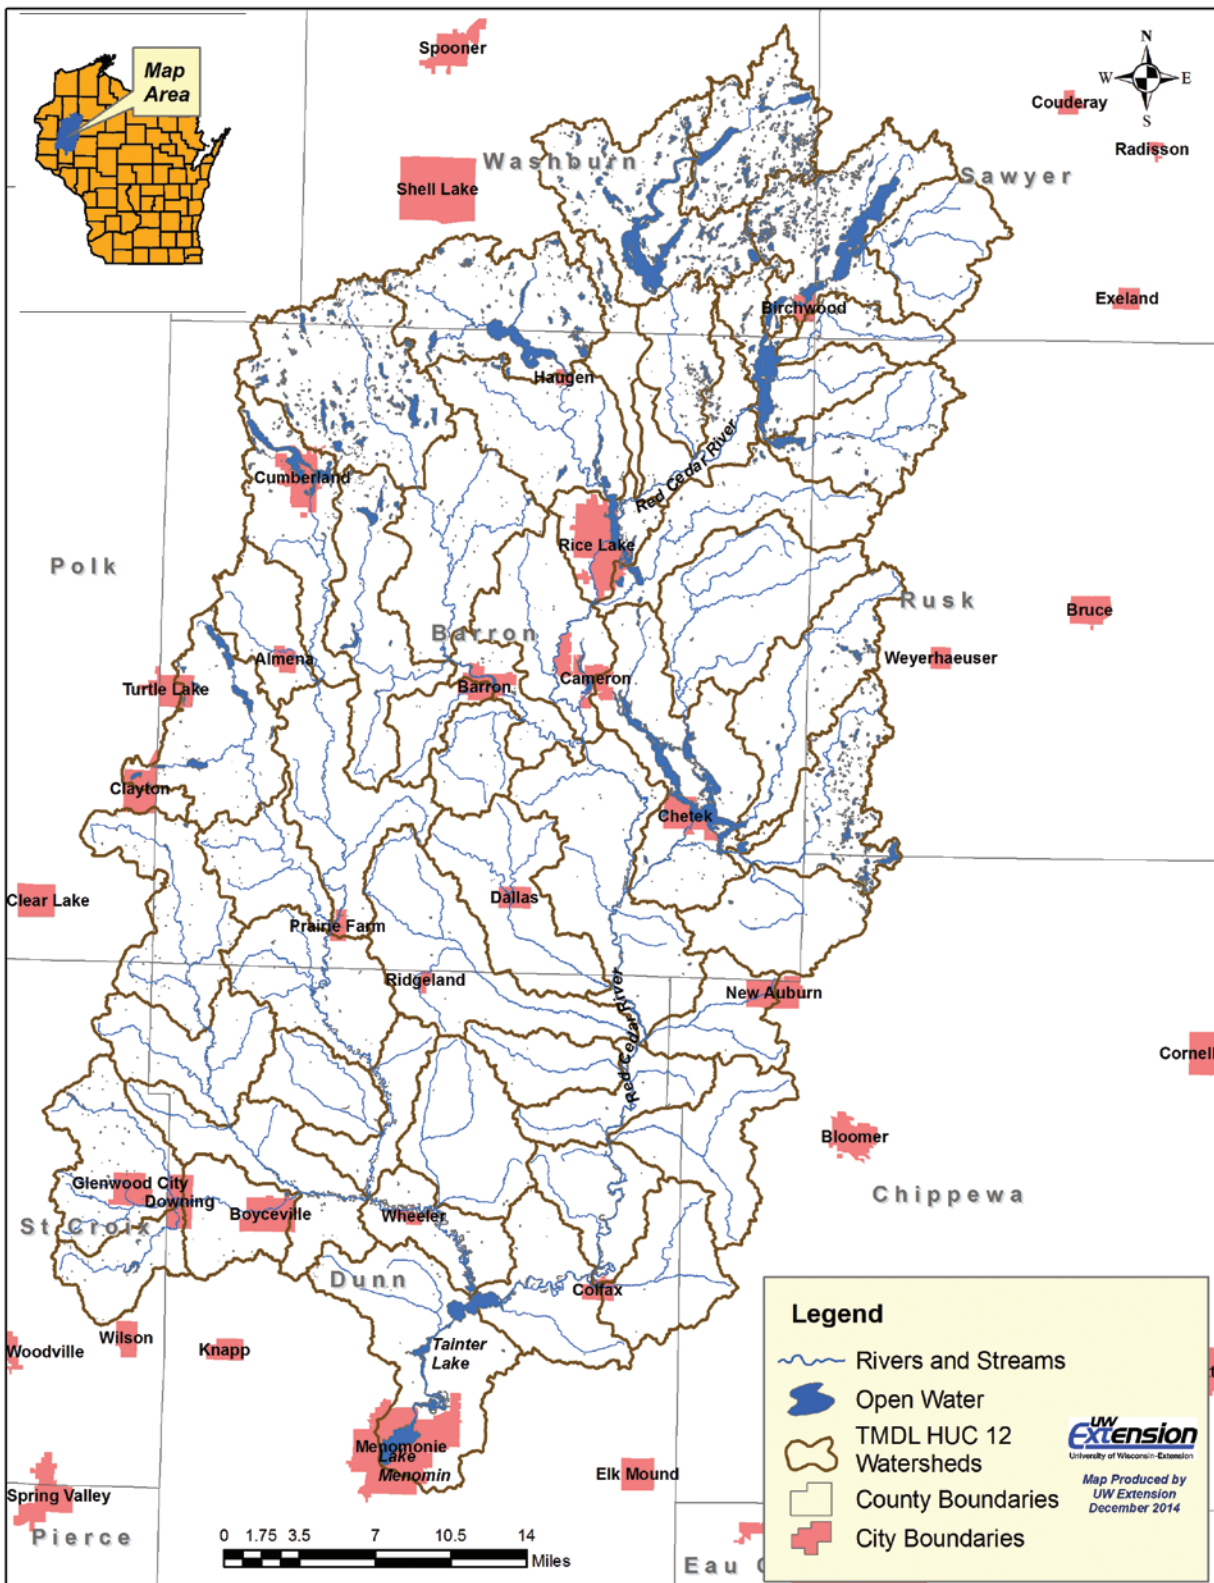 Spooner
Map
Area
N
W
E
S
Couderay
Radisson
Washburn
Sawyer
Shell Lake
Exeland
Birchwood
Haugen
Red Cedar River
Cumberland
Rice Lake
Polk
Rusk
Bruce
Barron
Weyerhaeuser
Almena
Turtle Lake
Barron
Cameron
Clayton
Chetek
Clear Lake
Dallas
Prairie Farm
Ridgeland
New Auburn
Red Cedar River
Cornell
Bloomer
Glenwood City
Downing
Chippewa
Boyceville
Wheeler
St Croix
Dunn
Colfax
Tainter
Lake
Woodville
Wilson
Knapp
Menomonie
Lake
Menomin
Elk Mound
Spring Valley
Pierce
0 1.75 3.5 7 10.5 14
Miles
Eau C
Legend
Rivers and Streams
Open Water
TMDL HUC 12
Watersheds
County Boundaries
City Boundaries
UW
Extension
University of Wisconsin-Extension
Map Produced by
UW Extension
December 2014